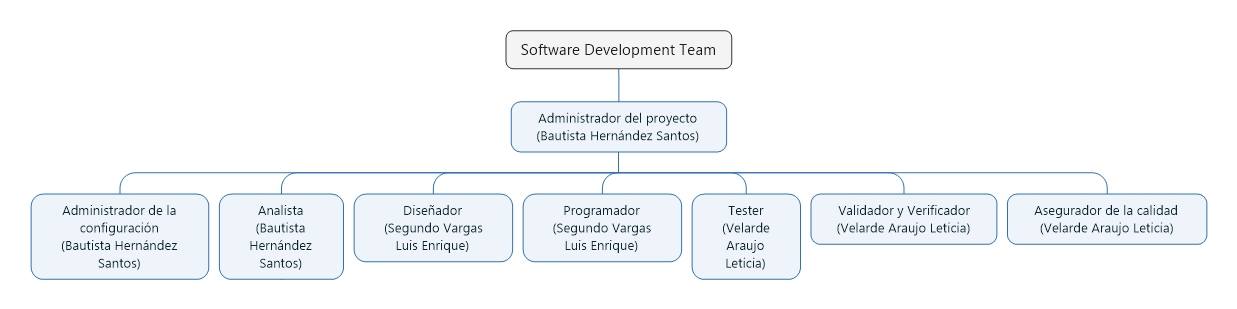 Software Development Team
Administrador del proyecto
(Bautista Hernández Santos)
Administrador de la
configuración
(Bautista Hernández
Santos)
Analista
(Bautista
Hernández
Santos)
Diseñador
(Segundo Vargas
Luis Enrique)
Programador
(Segundo Vargas
Luis Enrique)
Tester
(Velarde
Araujo
Leticia)
Validador y Verificador
(Velarde Araujo Leticia)
Asegurador de la calidad
(Velarde Araujo Leticia)